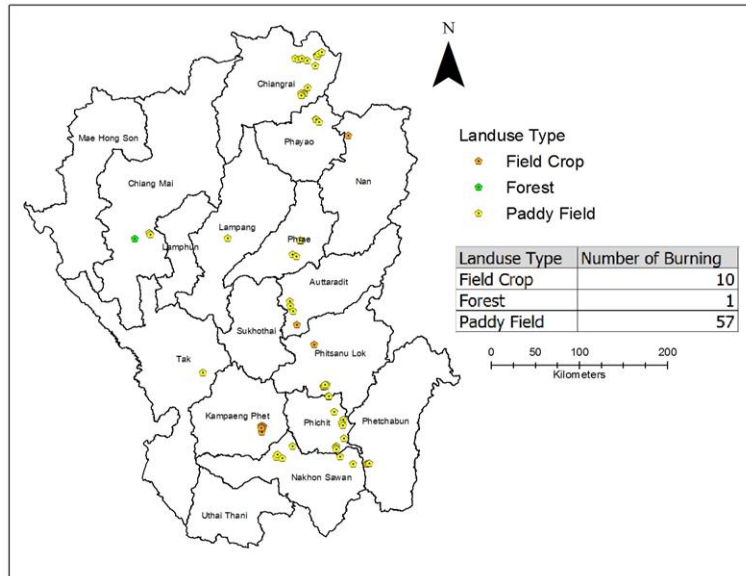 N
Chiangrai
Mae Hong Son
Phayao
Chiang Mai
Nan
Lampang
Lamphun
Phrae
Auttaradit
Sukhothai
Phitsanu Lok
Tak
Kampaeng Phet
Phichit
Phetchabun
Nakhon Sawan
Uthai Thani
Landuse Type
Field Crop
Forest
Paddy Field
Landuse Type Number of Burning
Field Crop 10
Forest 1
Paddy Field 57
0 50 100 150 200
Kilometers